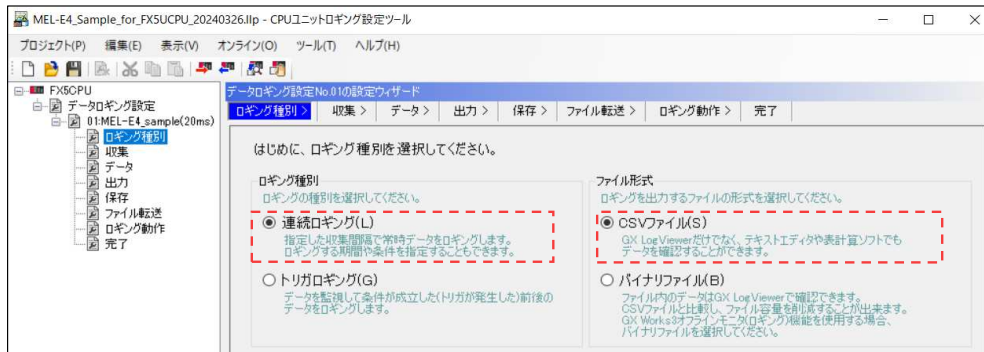 MEL-E4_Sample_for_FX5UCPU_20240326.llp - CPUユニットロギング設定ツール
プロジェクト(P) 編集(E) 表示(V) オンライン(O) ツール(T) ヘルプ(H)
FX5CPU
データロギング設定
01:MEL-E4_sample(20ms)
ロギング種別
収集
データ
出力
保存
ファイル転送
ロギング動作
完了
データロギング設定No.01の設定ウィザード
ロギング種別 > 収集 > データ > 出力 > 保存 > ファイル転送 > ロギング動作 > 完了
はじめに、ロギング種別を選択してください。
ロギング種別
ロギングの種別を選択してください。
連続ロギング(L)
指定した収集間隔で常時データをロギングします。
ロギングする期間や条件を指定することもできます。
トリガロギング(G)
データを監視して条件が成立した(トリガが発生した)前後の
データをロギングします。
ファイル形式
ロギングを出力するファイルの形式を選択してください。
CSVファイル(S)
GX LogViewerだけでなく、テキストエディタや表計算ソフトでも
データを確認することができます。
バイナリファイル(B)
ファイル内のデータはGX LogViewerで確認できます。
CSVファイルと比較し、ファイル容量を削減することが出来ます。
GX Works3オフラインモニタ(ロギング)機能を使用する場合、
バイナリファイルを選択してください。